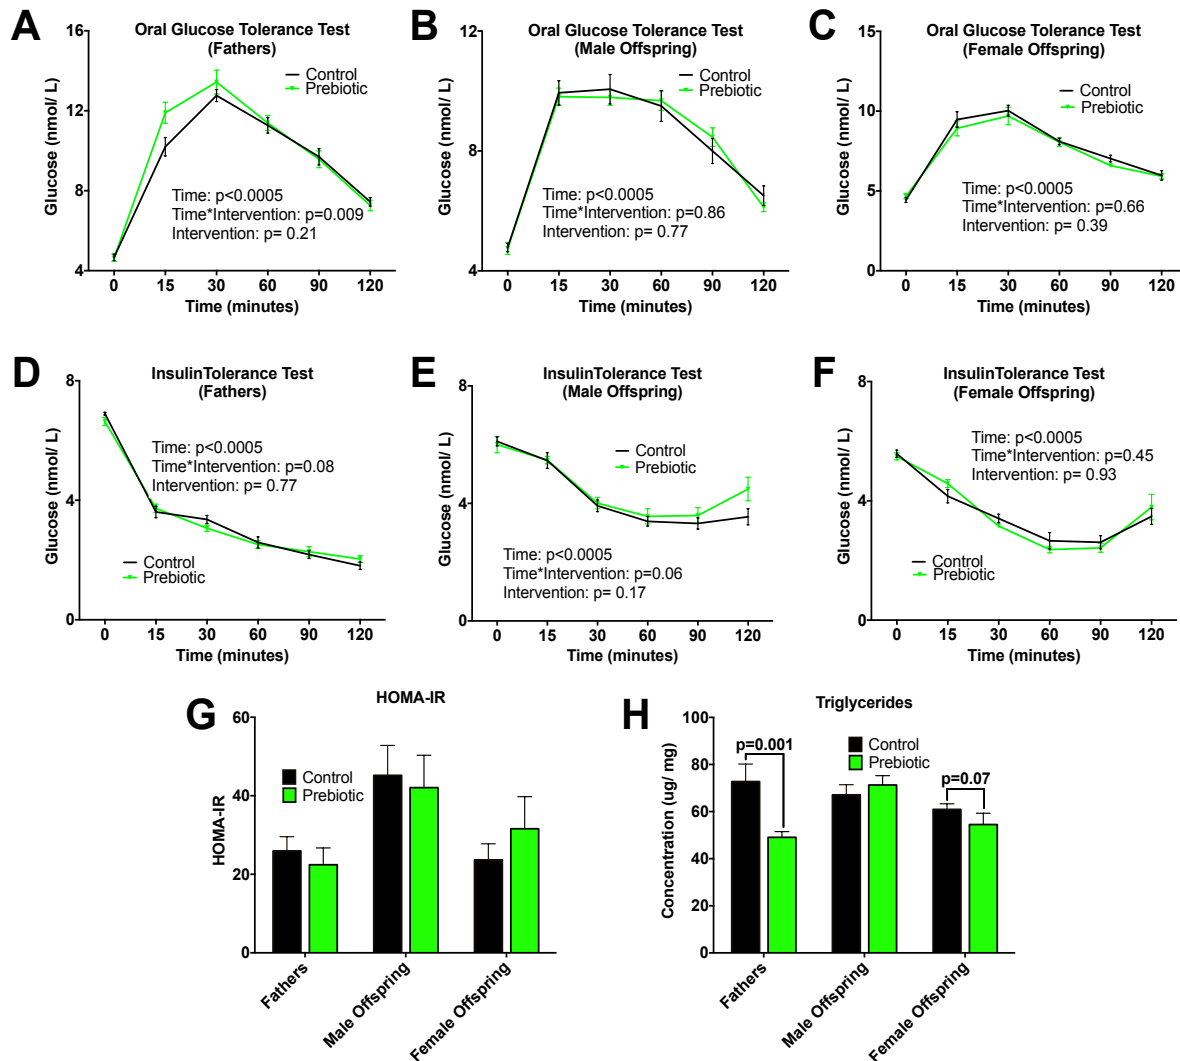 A
Oral Glucose Tolerance Test
(Fathers)
Glucose (nmol/ L)
16
12
8
4
Control
Prebiotic
Time: p<0.0005
Time*Intervention: p=0.009
Intervention: p= 0.21
0 15 30 60 90 120
Time (minutes)
B
Oral Glucose Tolerance Test
(Male Offspring)
Glucose (nmol/ L)
12
8
4
Control
Prebiotic
Time: p<0.0005
Time*Intervention: p=0.86
Intervention: p= 0.77
0 15 30 60 90 120
Time (minutes)
C
Oral Glucose Tolerance Test
(Female Offspring)
Glucose (nmol/ L)
15
10
5
0
Control
Prebiotic
Time: p<0.0005
Time*Intervention: p=0.66
Intervention: p= 0.39
0 15 30 60 90 120
Time (minutes)
D
InsulinTolerance Test
(Fathers)
Glucose (nmol/ L)
8
4
0
Time: p<0.0005
Time*Intervention: p=0.08
Intervention: p= 0.77
Control
Prebiotic
0 15 30 60 90 120
Time (minutes)
E
InsulinTolerance Test
(Male Offspring)
Glucose (nmol/ L)
8
4
0
Control
Prebiotic
Time: p<0.0005
Time*Intervention: p=0.06
Intervention: p= 0.17
0 15 30 60 90 120
Time (minutes)
F
InsulinTolerance Test
(Female Offspring)
Glucose (nmol/ L)
8
4
0
Time: p<0.0005
Time*Intervention: p=0.45
Intervention: p= 0.93
Control
Prebiotic
0 15 30 60 90 120
Time (minutes)
G
HOMA-IR
HOMA-IR
60
40
20
0
Control
Prebiotic
Fathers
Male Offspring
Female Offspring
H
Triglycerides
Concentration (ug/ mg)
100
80
60
40
20
0
p=0.001
Control
Prebiotic
p=0.07
Fathers
Male Offspring
Female Offspring